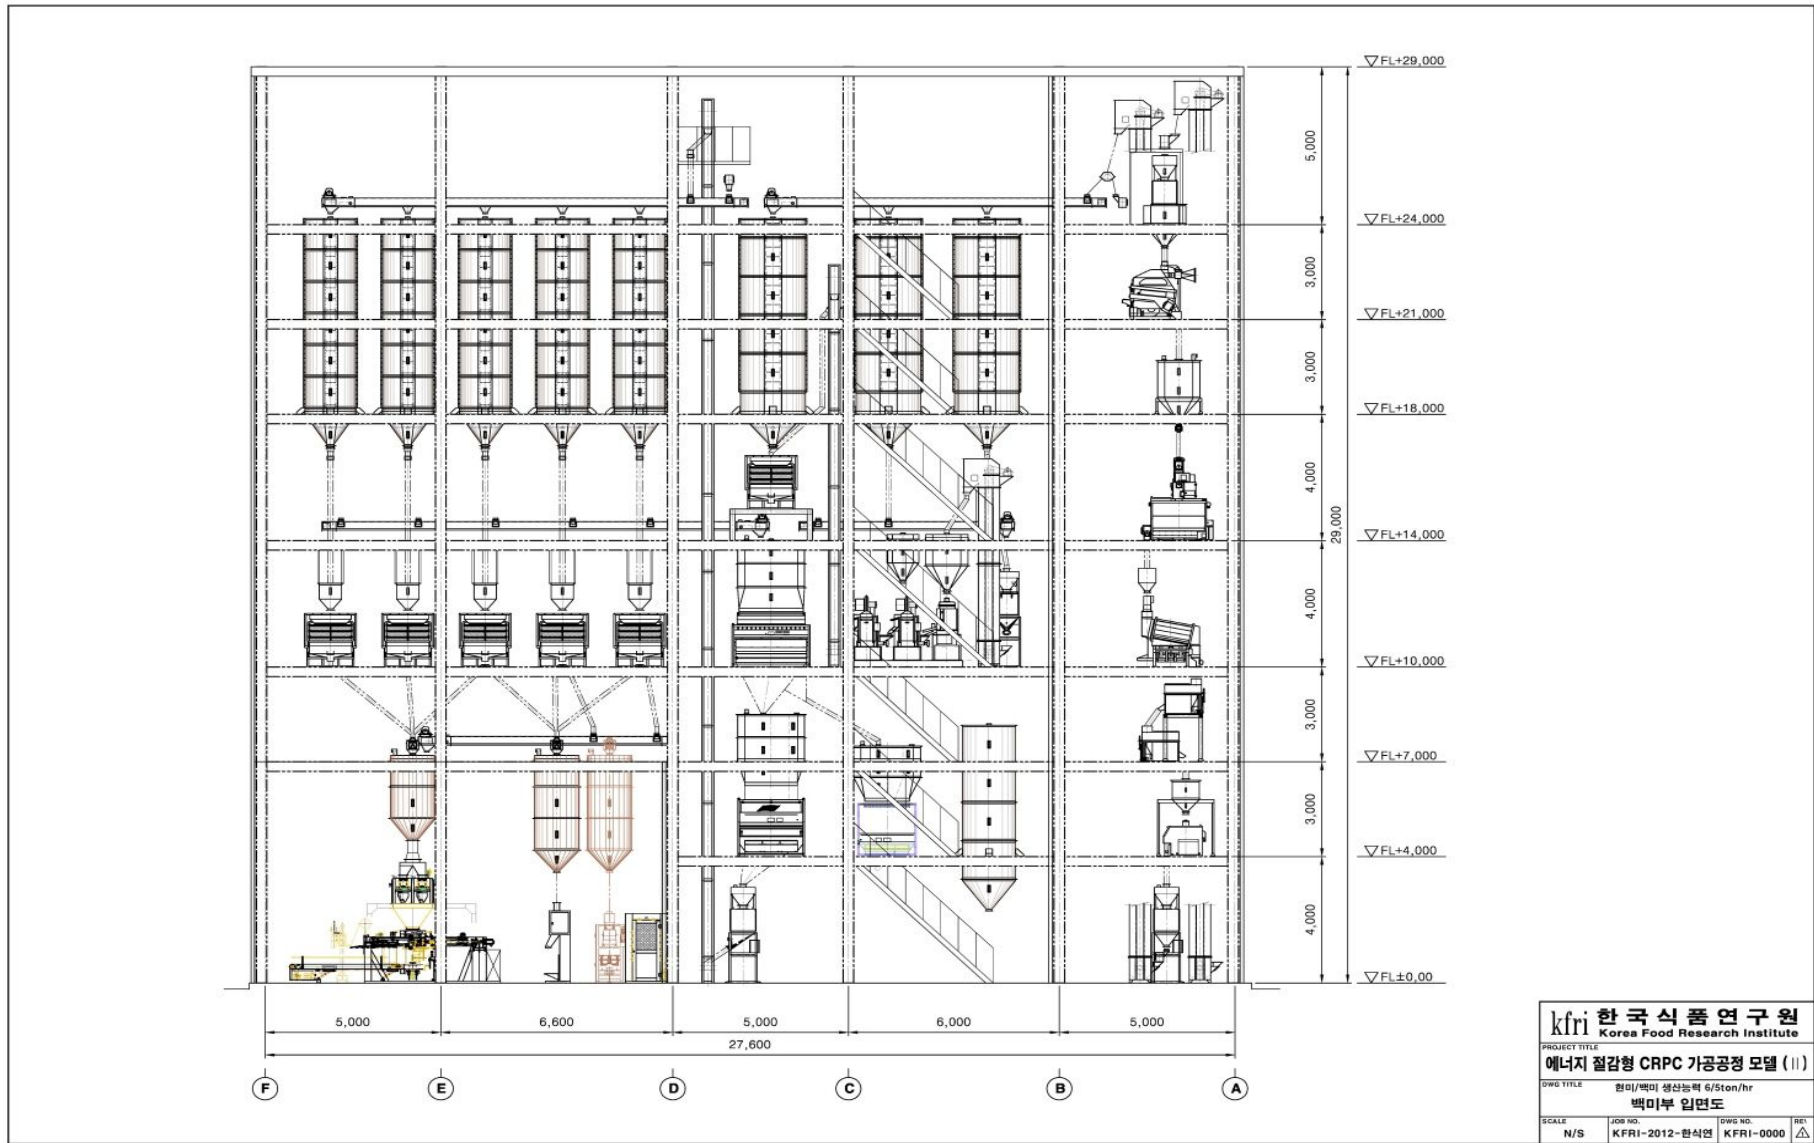 FL+29,000
5,000
FL+24,000
3,000
FL+21,000
3,000
FL+18,000
4,000
29,000
FL+14,000
4,000
FL+10,000
3,000
FL+7,000
3,000
FL+4,000
4,000
FL±0,00
5,000
6,600
5,000
6,000
5,000
27,600
F
E
D
C
B
A
kfri 한국식품연구원
Korea Food Research Institute
PROJECT TITLE
에너지 절감형 CRPC 가공공정 모델 (II)
DWG TITLE
현미/백미 생산능력 6/5ton/hr
백미부 입면도
SCALE
N/S
JOB NO.
KFRI-2012-한식연
DWG NO.
KFRI-0000
REV.